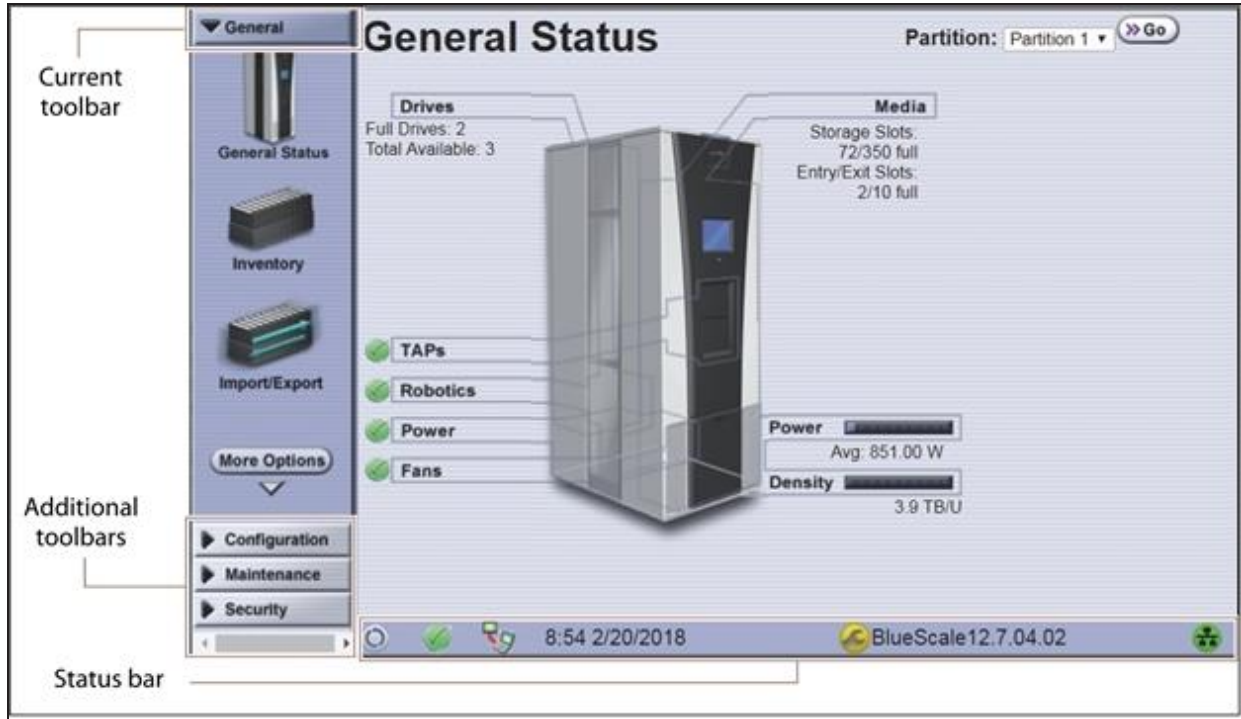 General
General Status
Partition: Partition 1 Go
Current
toolbar
Drives
Full Drives: 2
Total Available: 3
Media
Storage Slots:
72/350 full
Entry/Exit Slots:
2/10 full
General Status
Inventory
Import/Export
More Options
TAPs
Robotics
Power
Fans
Power
Avg: 851.00 W
Density
3.9 TB/U
Additional
toolbars
Configuration
Maintenance
Security
8:54 2/20/2018
BlueScale12.7.04.02
Status bar